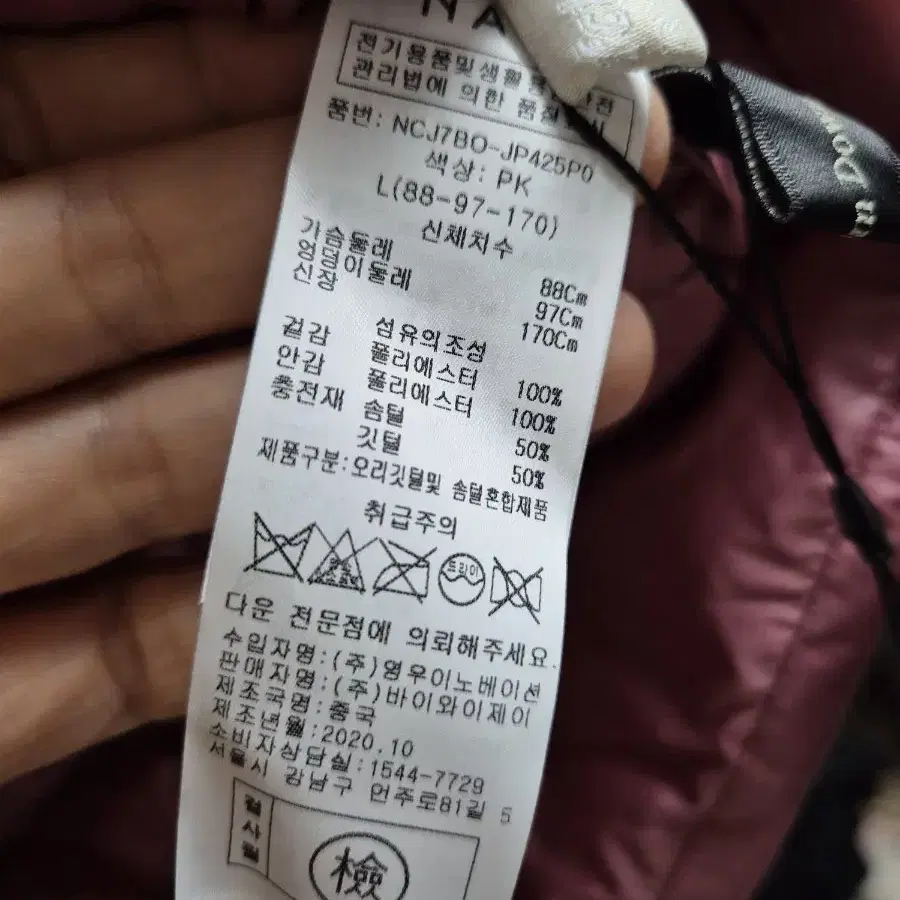 NA
전기용품및생활 안전
관리법에 의한 품
품번: NCJ7BO-JP425P0
색상: PK
L(88-97-170)
신체치수
가슴둘레 88Cm
엉덩이둘레 97Cm
신장 170Cm
섬유의조성
겉감 폴리에스터 100%
안감 폴리에스터 100%
충전재 솜털 50%
깃털 50%
제품구분:오리깃털및 솜털혼합제품
취급주의
드라이
다운 전문점에 의뢰해주세요.
수입자명:(주)영우이노베이션
판매자명:(주)바이와이제이
제조국명:중국
제조년월:2020.10
소비자상담실:1544-7729
서울시 강남구 언주로81길 5
검사필
檢
Down